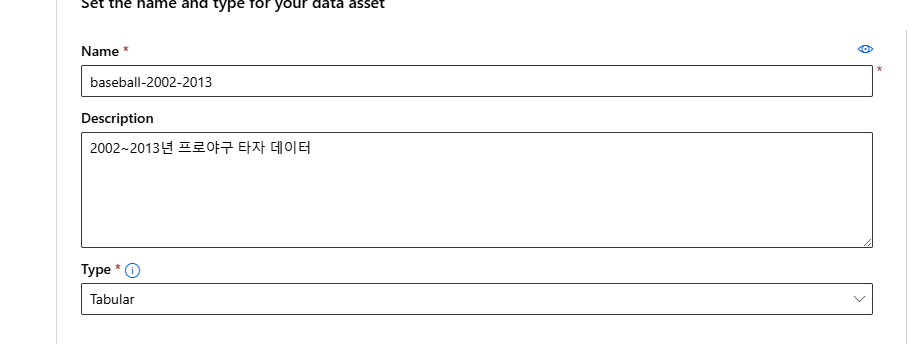 Set the name and type for your data asset
Name *
baseball-2002-2013
*
Description
2002~2013년 프로야구 타자 데이터
Type * i
Tabular